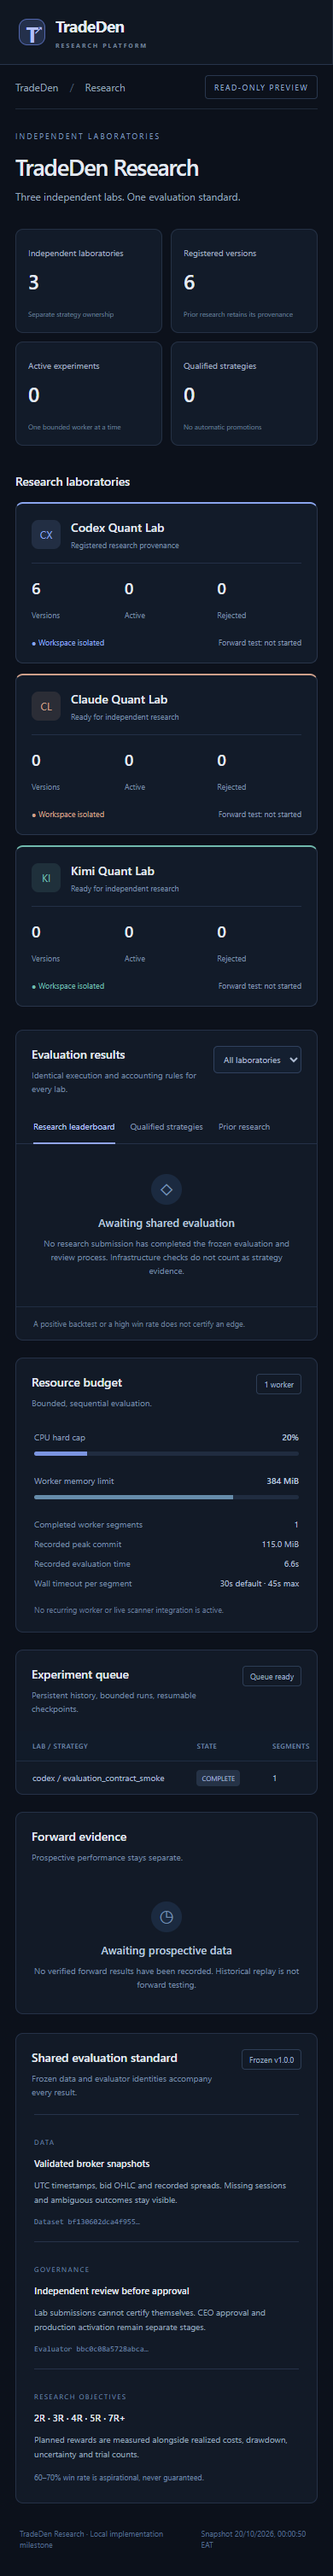 TradeDen
RESEARCH PLATFORM
TradeDen / Research
READ-ONLY PREVIEW
INDEPENDENT LABORATORIES
TradeDen Research
Three independent labs. One evaluation standard.
Independent laboratories
3
Separate strategy ownership
Registered versions
6
Prior research retains its provenance
Active experiments
0
One bounded worker at a time
Qualified strategies
0
No automatic promotions
Research laboratories
CX
Codex Quant Lab
Registered research provenance
6 0 0
Versions Active Rejected
Workspace isolated Forward test: not started
CL
Claude Quant Lab
Ready for independent research
0 0 0
Versions Active Rejected
Workspace isolated Forward test: not started
KI
Kimi Quant Lab
Ready for independent research
0 0 0
Versions Active Rejected
Workspace isolated Forward test: not started
Evaluation results
Identical execution and accounting rules for
every lab.
All laboratories
Research leaderboard Qualified strategies Prior research
Awaiting shared evaluation
No research submission has completed the frozen evaluation and
review process. Infrastructure checks do not count as strategy
evidence.
A positive backtest or a high win rate does not certify an edge.
Resource budget
1 worker
Bounded, sequential evaluation.
CPU hard cap 20%
Worker memory limit 384 MiB
Completed worker segments 1
Recorded peak commit 115.0 MiB
Recorded evaluation time 6.6s
Wall timeout per segment 30s default · 45s max
No recurring worker or live scanner integration is active.
Experiment queue
Queue ready
Persistent history, bounded runs, resumable
checkpoints.
LAB / STRATEGY STATE SEGMENTS
codex / evaluation_contract_smoke COMPLETE 1
Forward evidence
Prospective performance stays separate.
Awaiting prospective data
No verified forward results have been recorded. Historical replay is not
forward testing.
Shared evaluation standard
Frozen v1.0.0
Frozen data and evaluator identities accompany
every result.
DATA
Validated broker snapshots
UTC timestamps, bid OHLC and recorded spreads. Missing sessions
and ambiguous outcomes stay visible.
Dataset bf130602dca4f955…
GOVERNANCE
Independent review before approval
Lab submissions cannot certify themselves. CEO approval and
production activation remain separate stages.
Evaluator bbc0c08a5728abca…
RESEARCH OBJECTIVES
2R · 3R · 4R · 5R · 7R+
Planned rewards are measured alongside realized costs, drawdown,
uncertainty and trial counts.
60–70% win rate is aspirational, never guaranteed.
TradeDen Research · Local implementation
milestone
Snapshot 20/10/2026, 00:00:50
EAT